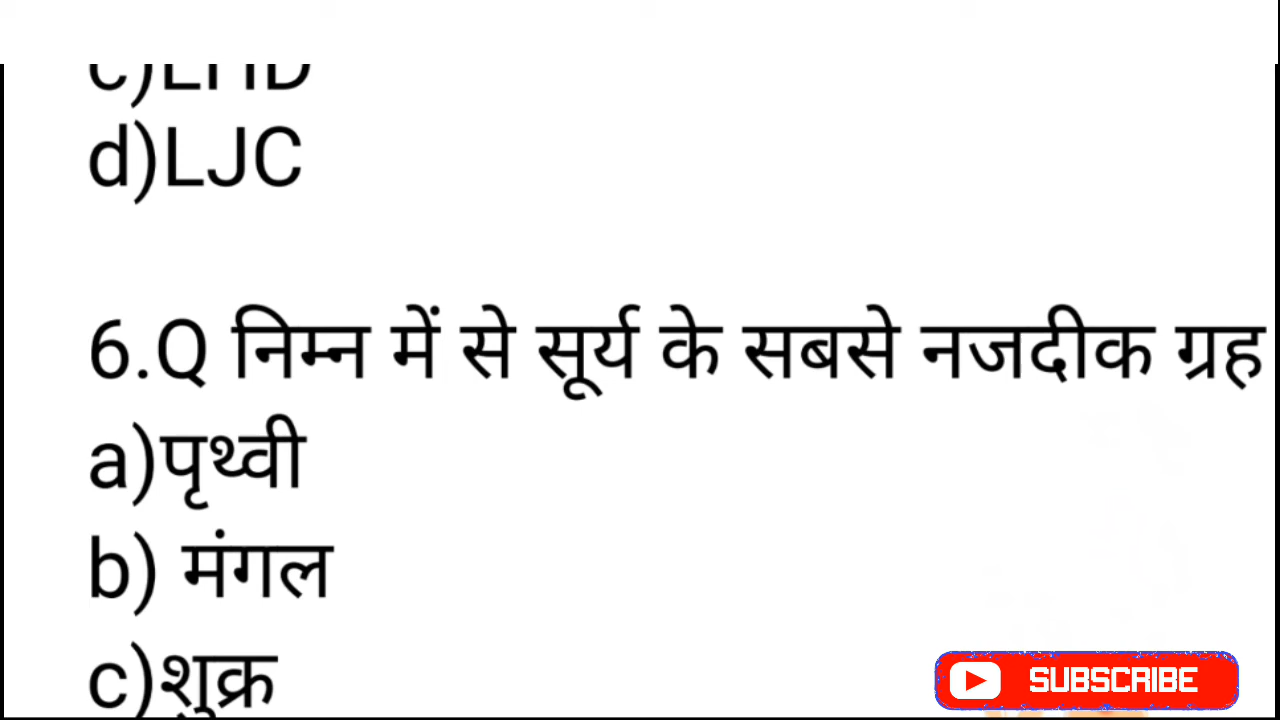 d)LJC
6.Q निम्न में से सूर्य के सबसे नजदीक ग्रह
a)पृथ्वी
b) मंगल
c)शुक्र
SUBSCRIBE